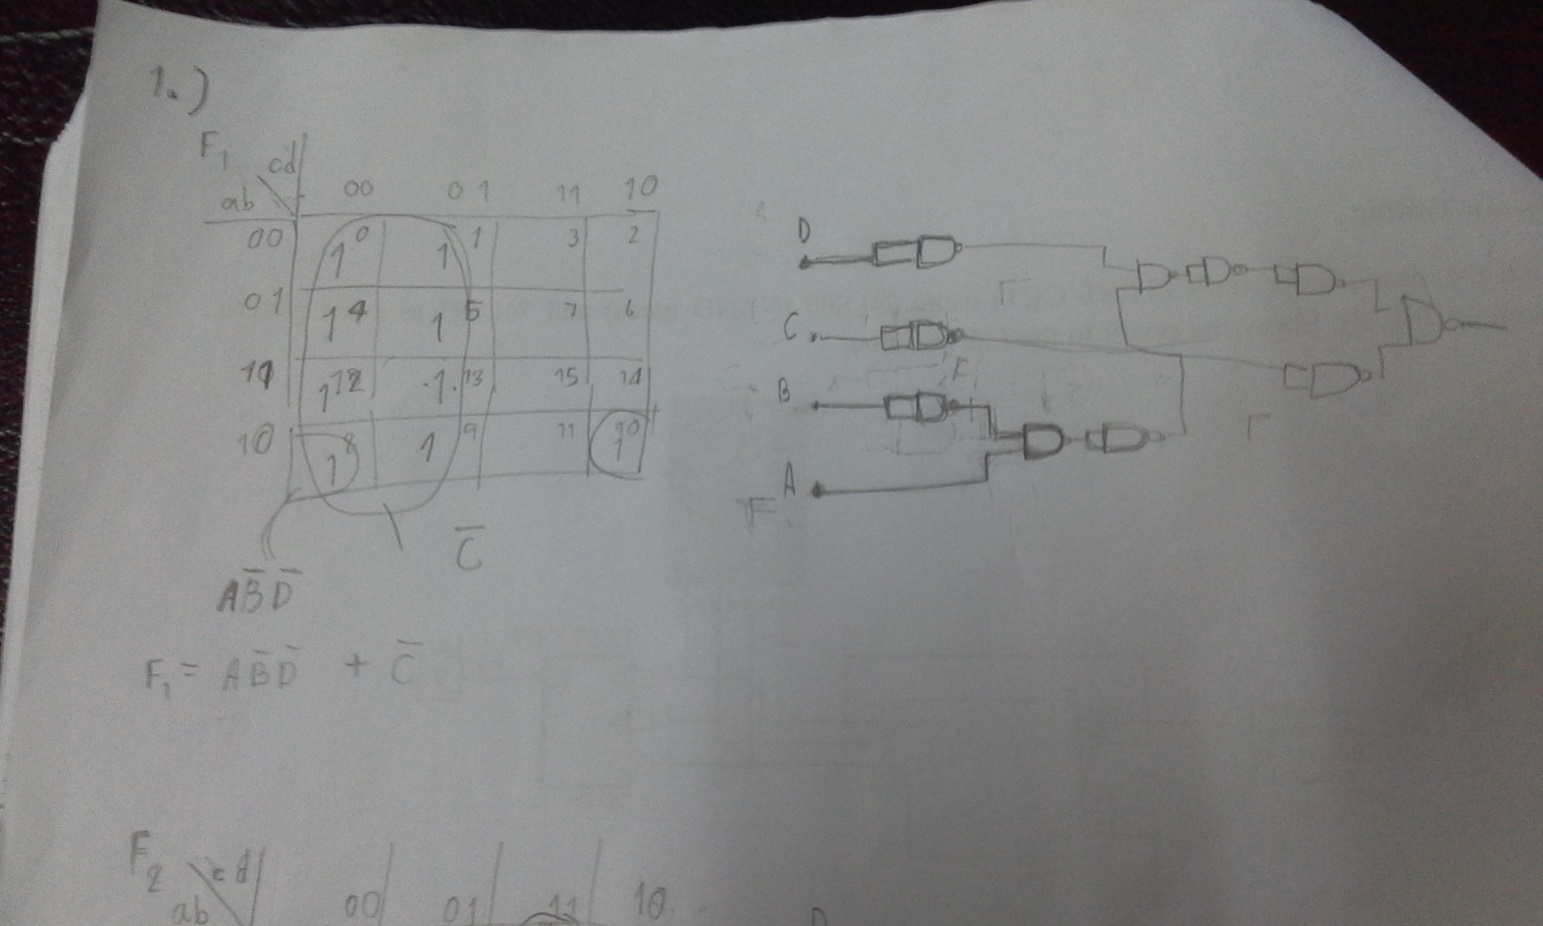 1.)
F₁ cd
ab 00 01 11 10
00 1 0 1 1 3 2
01 1 4 1 5 7 6
11 1 12 1 13 15 14
10 1 8 1 9 11 1 10
C̅
AB̅D̅
F₁ = AB̅D̅ + C̅
D
C
B
A
F₂ cd
ab 00 01 11 10